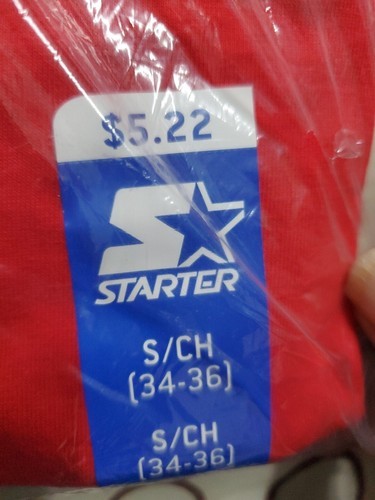 $5.22
STARTER
S/CH
(34-36)
S/CH
(34-36)